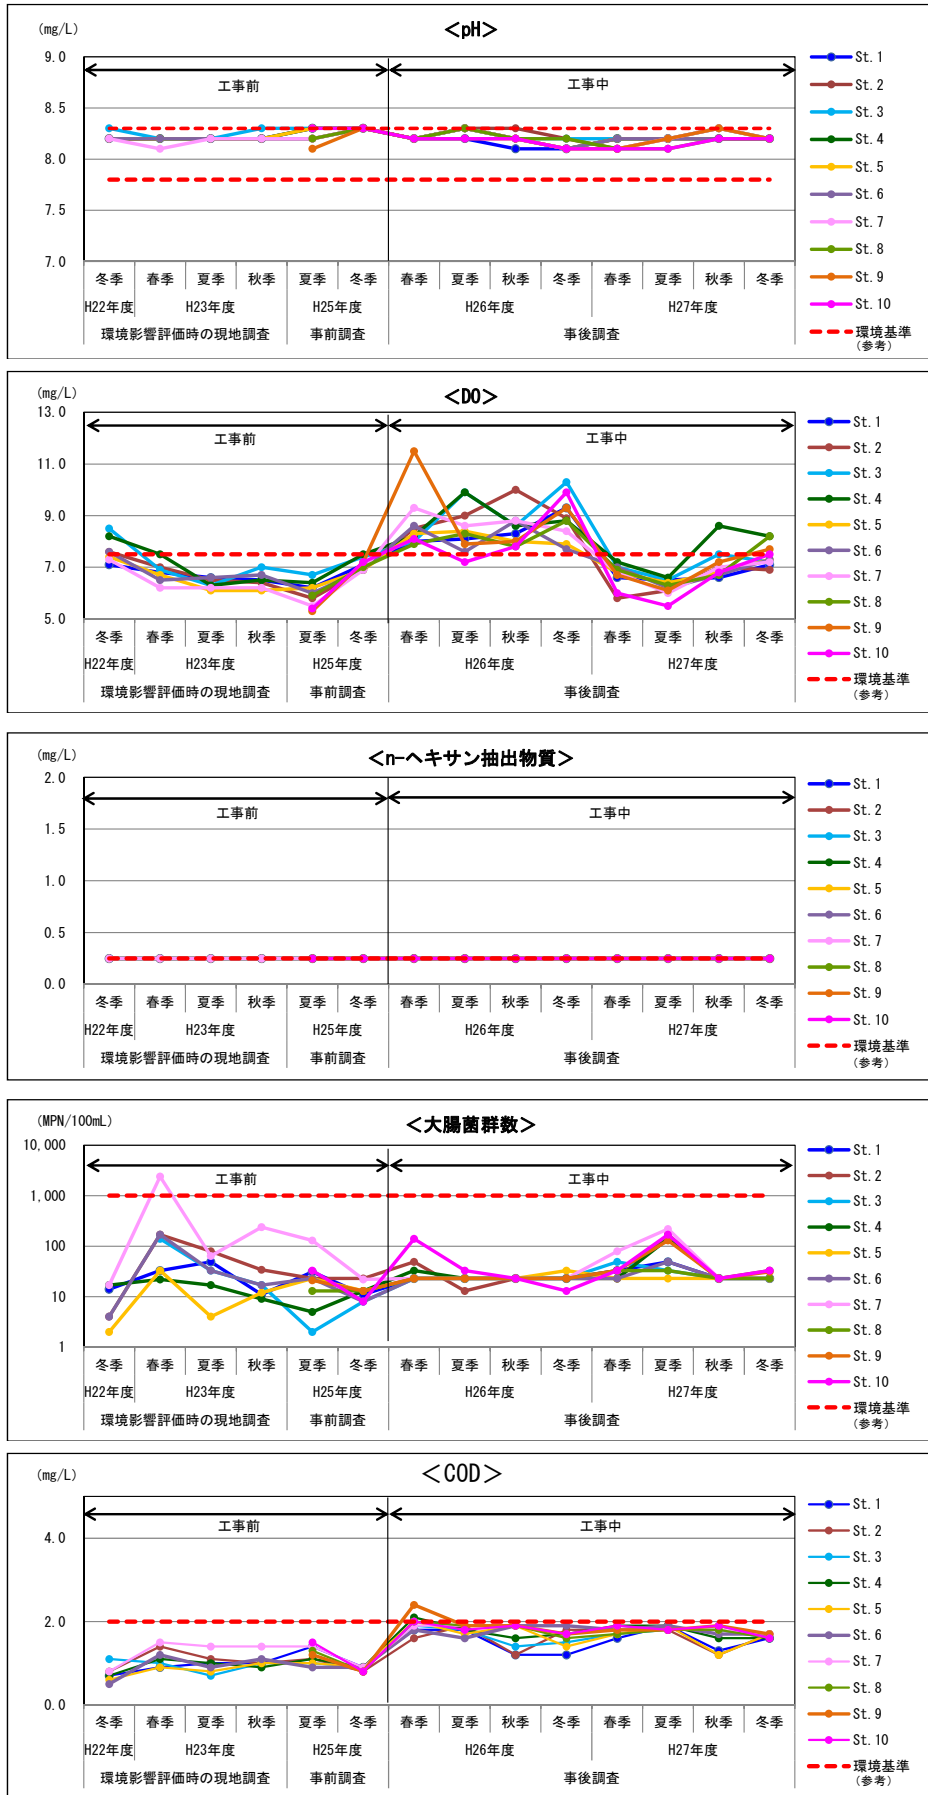 (mg/L)
<pH>
9.0
8.5
8.0
7.5
7.0
工事前
工事中
冬季 春季 夏季 秋季 夏季 冬季 春季 夏季 秋季 冬季 春季 夏季 秋季 冬季
H22年度 H23年度 H25年度 H26年度 H27年度
環境影響評価時の現地調査 事前調査 事後調査
St.1
St.2
St.3
St.4
St.5
St.6
St.7
St.8
St.9
St.10
環境基準
(参考)
(mg/L)
<DO>
13.0
11.0
9.0
7.0
5.0
工事前
工事中
冬季 春季 夏季 秋季 夏季 冬季 春季 夏季 秋季 冬季 春季 夏季 秋季 冬季
H22年度 H23年度 H25年度 H26年度 H27年度
環境影響評価時の現地調査 事前調査 事後調査
St.1
St.2
St.3
St.4
St.5
St.6
St.7
St.8
St.9
St.10
環境基準
(参考)
(mg/L)
<n-ヘキサン抽出物質>
2.0
1.5
1.0
0.5
0.0
工事前
工事中
冬季 春季 夏季 秋季 夏季 冬季 春季 夏季 秋季 冬季 春季 夏季 秋季 冬季
H22年度 H23年度 H25年度 H26年度 H27年度
環境影響評価時の現地調査 事前調査 事後調査
St.1
St.2
St.3
St.4
St.5
St.6
St.7
St.8
St.9
St.10
環境基準
(参考)
(MPN/100mL)
<大腸菌群数>
10,000
1,000
100
10
1
工事前
工事中
冬季 春季 夏季 秋季 夏季 冬季 春季 夏季 秋季 冬季 春季 夏季 秋季 冬季
H22年度 H23年度 H25年度 H26年度 H27年度
環境影響評価時の現地調査 事前調査 事後調査
St.1
St.2
St.3
St.4
St.5
St.6
St.7
St.8
St.9
St.10
環境基準
(参考)
(mg/L)
<COD>
4.0
2.0
0.0
工事前
工事中
冬季 春季 夏季 秋季 夏季 冬季 春季 夏季 秋季 冬季 春季 夏季 秋季 冬季
H22年度 H23年度 H25年度 H26年度 H27年度
環境影響評価時の現地調査 事前調査 事後調査
St.1
St.2
St.3
St.4
St.5
St.6
St.7
St.8
St.9
St.10
環境基準
(参考)